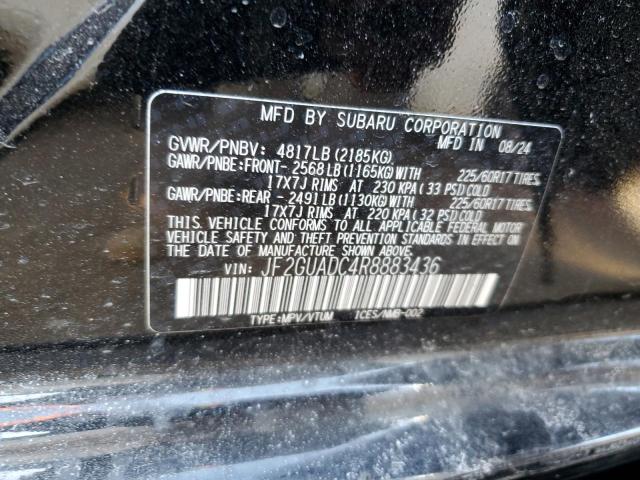 MFD BY SUBARU CORPORATION
MFD IN 08/24
GVWR/PNBV: 4817LB (2185KG)
GAWR/PNBE:FRONT- 2568LB (1165KG) WITH 225/60R17 TIRES,
17X7J RIMS AT 230 KPA (33 PSI) COLD
GAWR/PNBE:REAR - 2491LB (1130KG) WITH 225/60R17 TIRES,
17X7J RIMS AT 220 KPA (32 PSI) COLD
THIS VEHICLE CONFORMS TO ALL APPLICABLE FEDERAL MOTOR
VEHICLE SAFETY AND THEFT PREVENTION STANDARDS IN EFFECT ON
THE DATE OF MANUFACTURE SHOWN ABOVE.
VIN: JF2GUADC4R8883436
TYPE:MPV/VTUM ICES/NMB-002